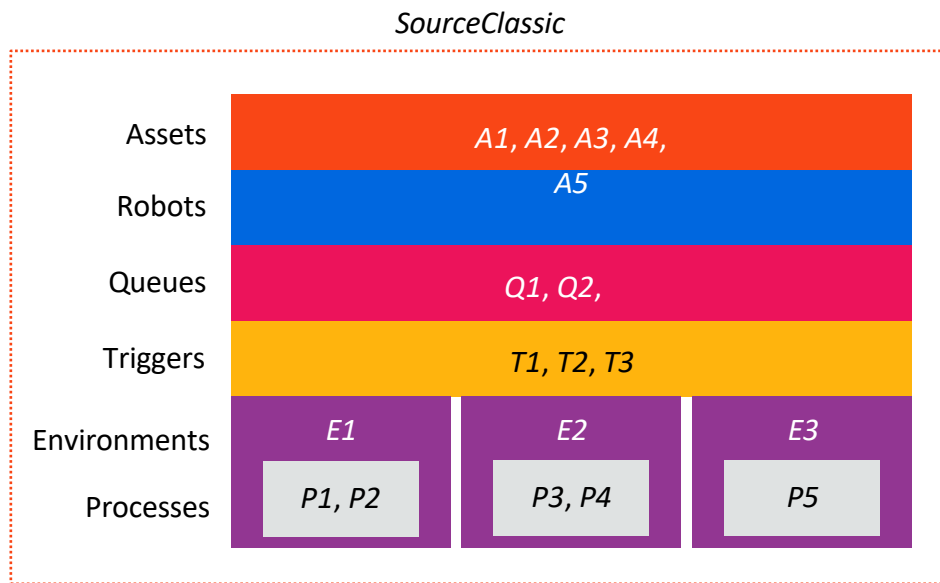 SourceClassic
Assets
A1, A2, A3, A4,
A5
Robots
Queues
Q1, Q2,
Triggers
T1, T2, T3
Environments
E1
E2
E3
Processes
P1, P2
P3, P4
P5